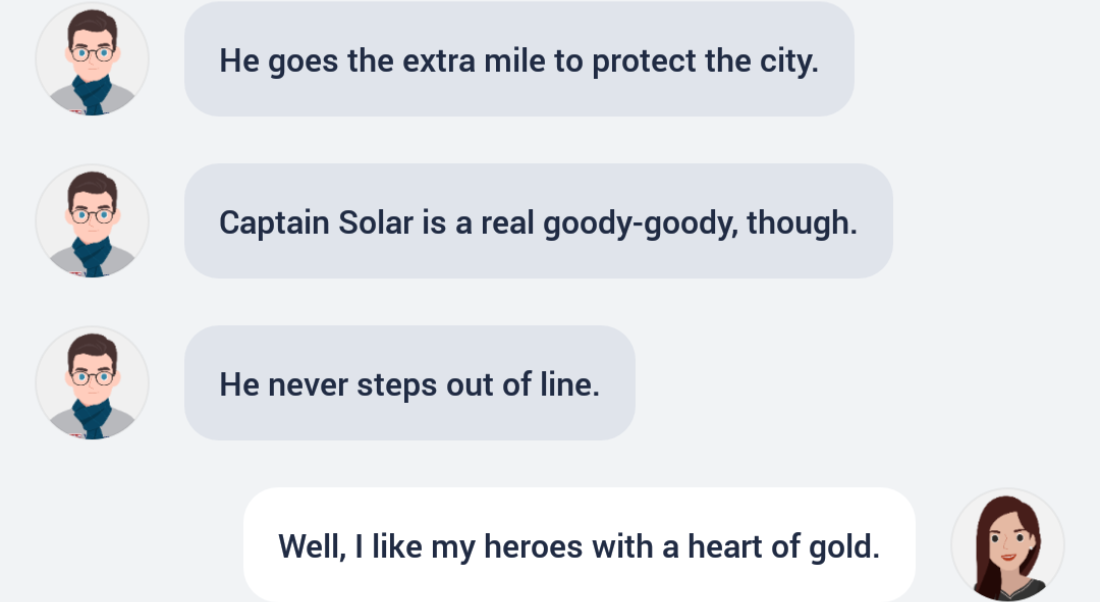 He goes the extra mile to protect the city.
Captain Solar is a real goody-goody, though.
He never steps out of line.
Well, I like my heroes with a heart of gold.